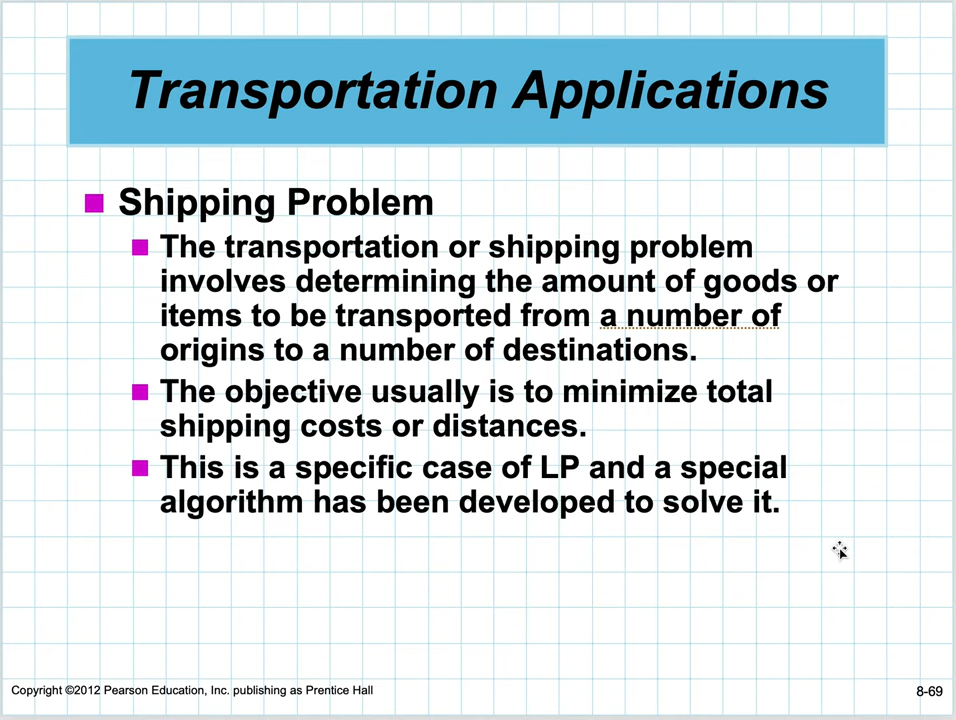 Transportation Applications
Shipping Problem
The transportation or shipping problem
involves determining the amount of goods or
items to be transported from a number of
origins to a number of destinations.
The objective usually is to minimize total
shipping costs or distances.
This is a specific case of LP and a special
algorithm has been developed to solve it.
Copyright ©2012 Pearson Education, Inc. publishing as Prentice Hall
8-69